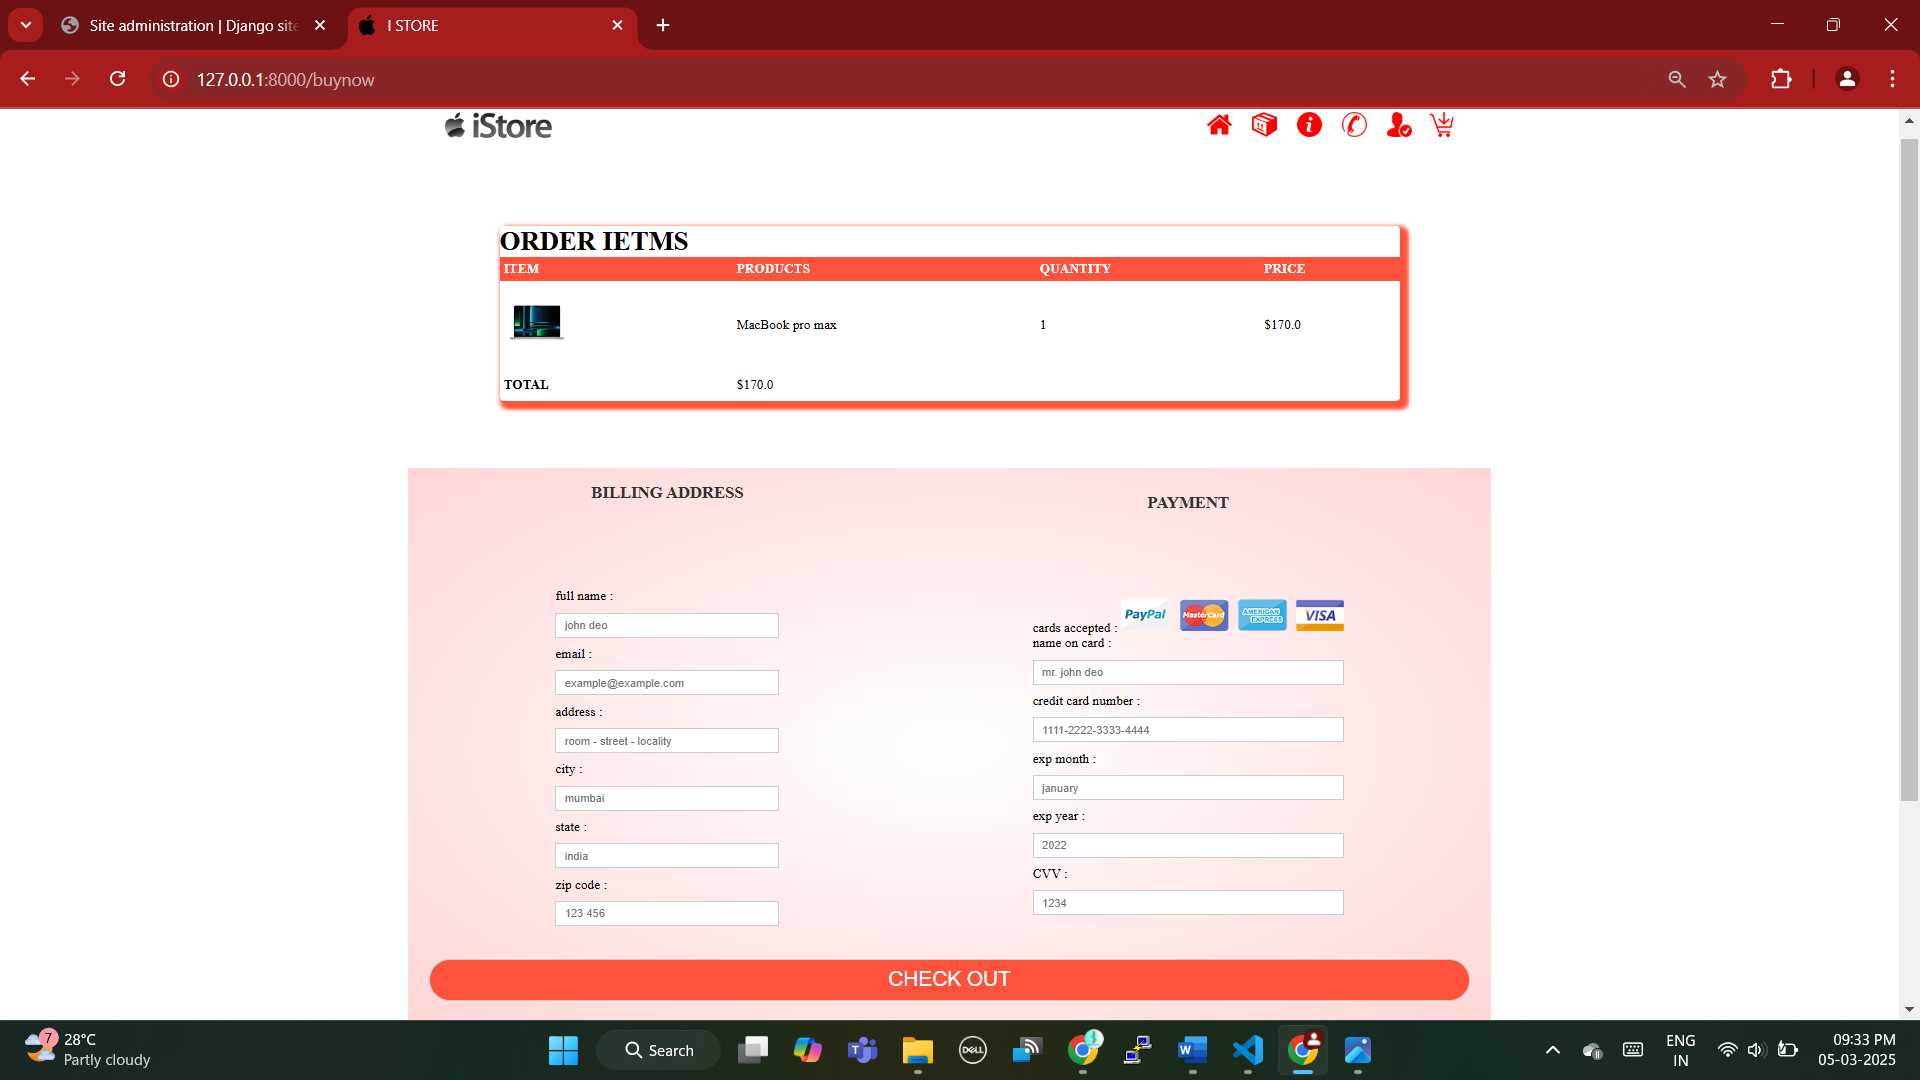 Site administration | Django site
I STORE
127.0.0.1:8000/buynow
iStore
ORDER IETMS
ITEM PRODUCTS QUANTITY PRICE
MacBook pro max 1 $170.0
TOTAL $170.0
BILLING ADDRESS
PAYMENT
full name :
john deo
email :
example@example.com
address :
room - street - locality
city :
mumbai
state :
india
zip code :
123 456
PayPal MasterCard AMERICAN EXPRESS VISA
cards accepted :
name on card :
mr. john deo
credit card number :
1111-2222-3333-4444
exp month :
january
exp year :
2022
CVV :
1234
CHECK OUT
7
28°C
Partly cloudy
Search
DELL
ENG
IN
09:33 PM
05-03-2025